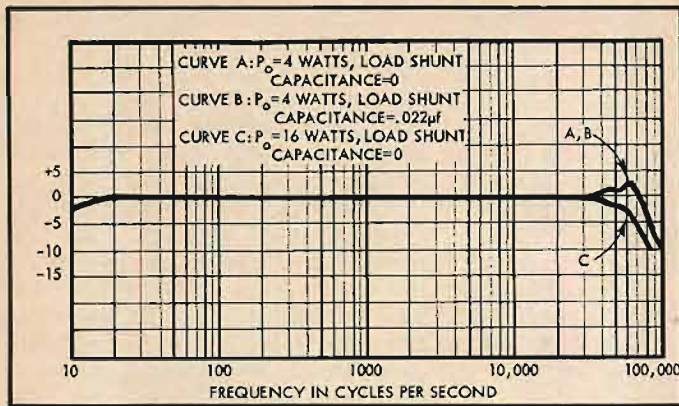 CURVE A: Po=4 WATTS, LOAD SHUNT
CAPACITANCE=0
CURVE B: Po=4 WATTS, LOAD SHUNT
CAPACITANCE=.022μf
CURVE C: Po=16 WATTS, LOAD SHUNT
CAPACITANCE=0
A, B
+5
0
-5
-10
-15
C
10 100 1000 10,000 100,000
FREQUENCY IN CYCLES PER SECOND